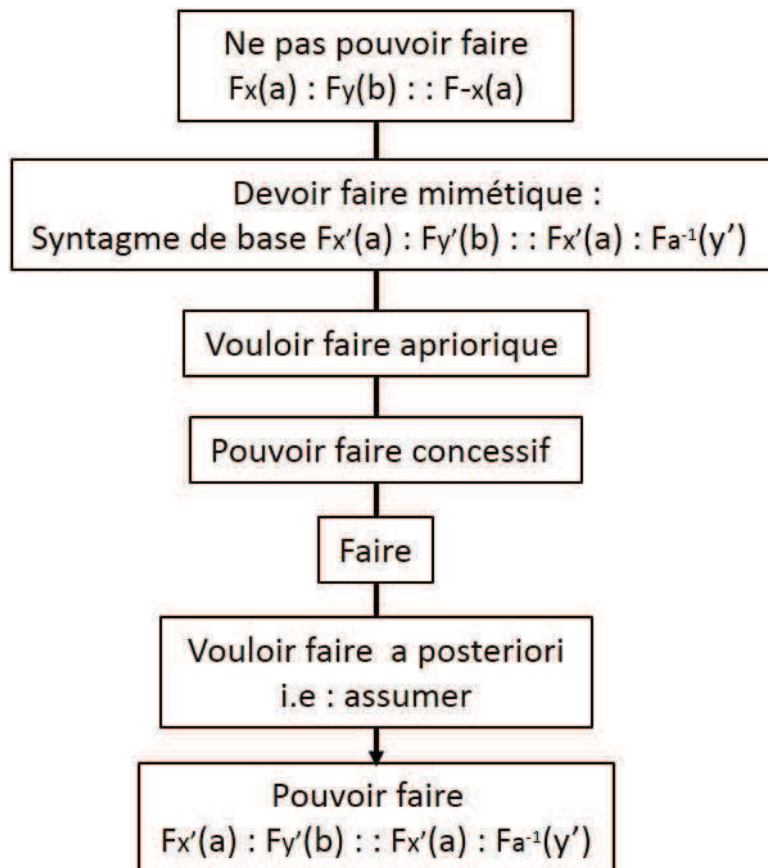 Ne pas pouvoir faire
Fx(a) : Fy(b) : : F-x(a)
Devoir faire mimétique :
Syntagme de base Fx’(a) : Fy’(b) : : Fx’(a) : Fa⁻¹(y’)
Vouloir faire apriorique
Pouvoir faire concessif
Faire
Vouloir faire a posteriori
i.e : assumer
Pouvoir faire
Fx’(a) : Fy’(b) : : Fx’(a) : Fa⁻¹(y’)